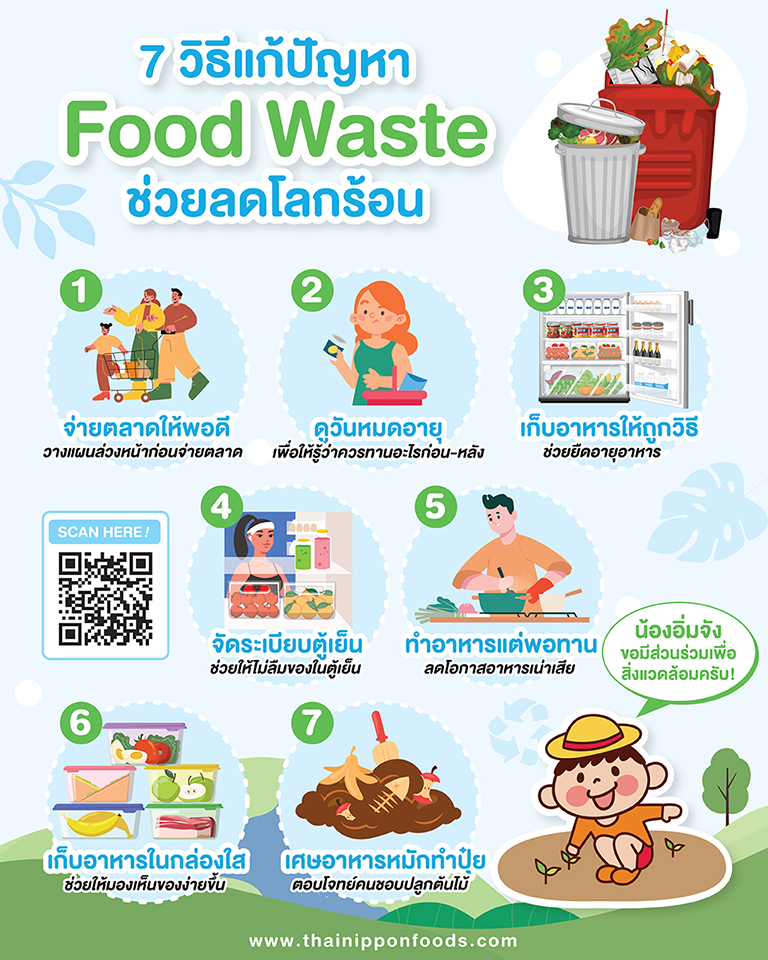 7 วิธีแก้ปัญหา
Food Waste
ช่วยลดโลกร้อน
1
จ่ายตลาดให้พอดี
วางแผนล่วงหน้าก่อนจ่ายตลาด
2
ดูวันหมดอายุ
เพื่อให้รู้ว่าควรทานอะไรก่อน-หลัง
3
เก็บอาหารให้ถูกวิธี
ช่วยยืดอายุอาหาร
SCAN HERE!
4
จัดระเบียบตู้เย็น
ช่วยให้ไม่ลืมของในตู้เย็น
5
ทำอาหารแต่พอทาน
ลดโอกาสอาหารเน่าเสีย
น้องอิ่มจัง
ขอมีส่วนร่วมเพื่อ
สิ่งแวดล้อมครับ!
6
เก็บอาหารในกล่องใส
ช่วยให้มองเห็นของง่ายขึ้น
7
เศษอาหารหมักทำปุ๋ย
ตอบโจทย์คนชอบปลูกต้นไม้
www.thainipponfoods.com